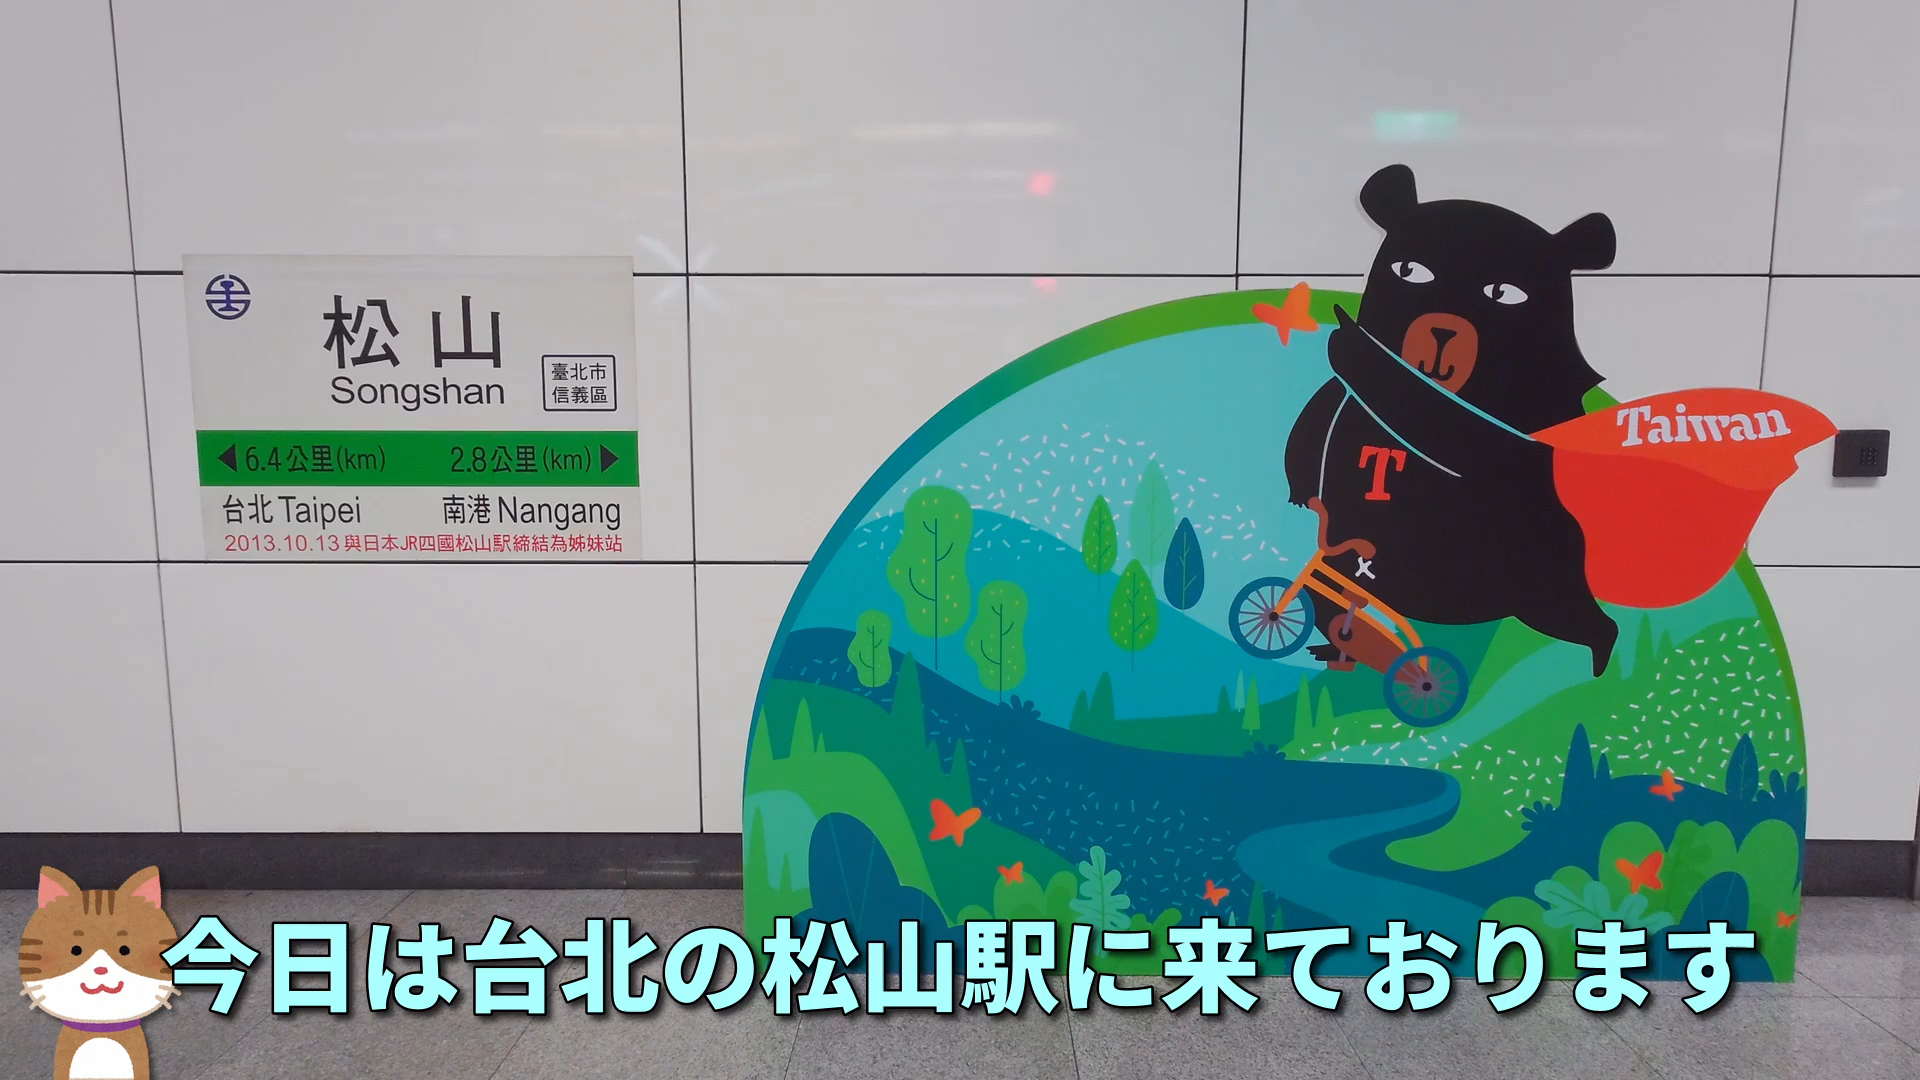 松山
Songshan
臺北市
信義區
◀6.4公里(km) 2.8公里(km)▶
台北 Taipei 南港 Nangang
2013.10.13與日本JR四國松山駅締結為姊妹站
Taiwan
T
今日は台北の松山駅に来ております